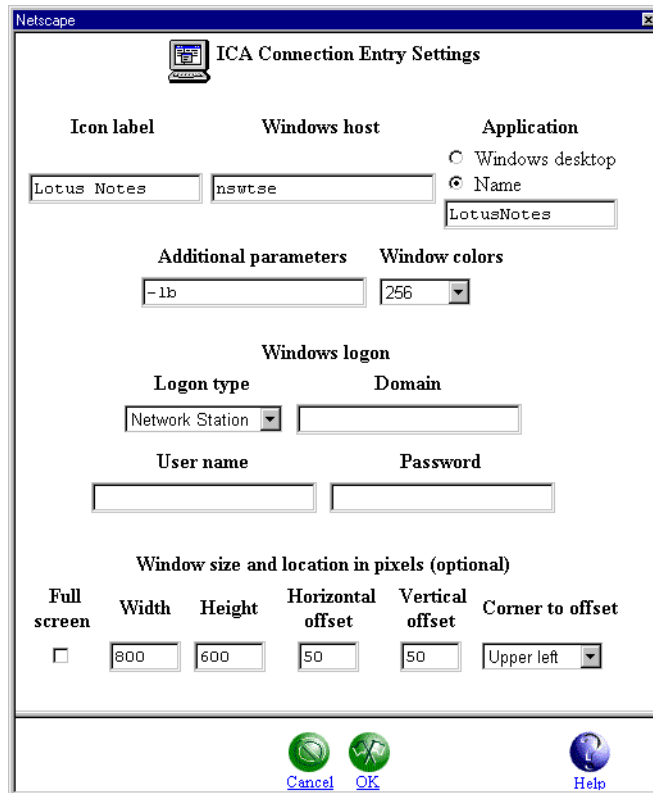 Netscape
ICA Connection Entry Settings
Icon label Windows host Application
Windows desktop
Lotus Notes nswtse Name
LotusNotes
Additional parameters Window colors
-lb 256
Windows logon
Logon type Domain
Network Station
User name Password
Window size and location in pixels (optional)
Full screen Width Height Horizontal offset Vertical offset Corner to offset
800 600 50 50 Upper left
Cancel OK Help